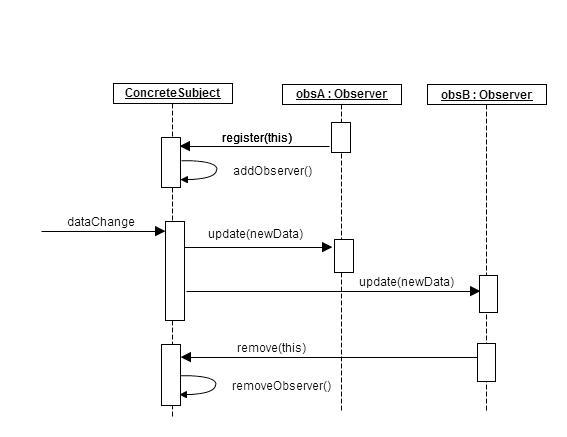 ConcreteSubject
obsA : Observer
obsB : Observer
register(this)
addObserver()
dataChange
update(newData)
update(newData)
remove(this)
removeObserver()